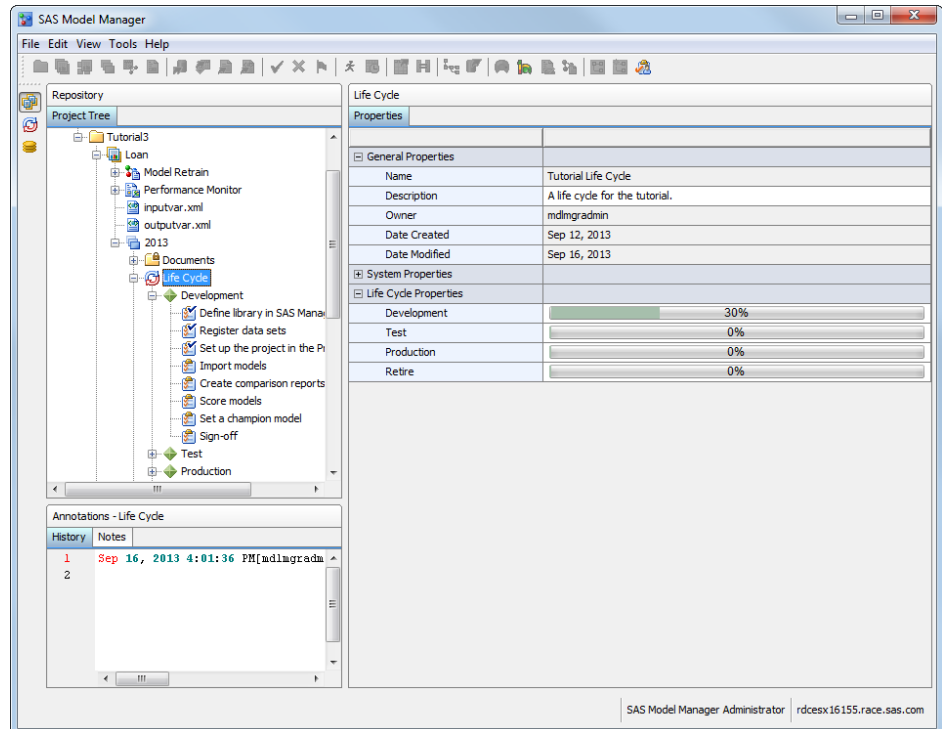 SAS Model Manager
File Edit View Tools Help
Repository
Project Tree
Tutorial3
Loan
Model Retrain
Performance Monitor
inputvar.xml
outputvar.xml
2013
Documents
Life Cycle
Development
Define library in SAS Mana
Register data sets
Set up the project in the Pr
Import models
Create comparison reports
Score models
Set a champion model
Sign-off
Test
Production
Annotations - Life Cycle
History Notes
1 Sep 16, 2013 4:01:36 PM[mdlmgradm
2
Life Cycle
Properties
General Properties
Name Tutorial Life Cycle
Description A life cycle for the tutorial.
Owner mdlmgradmin
Date Created Sep 12, 2013
Date Modified Sep 16, 2013
System Properties
Life Cycle Properties
Development 30%
Test 0%
Production 0%
Retire 0%
SAS Model Manager Administrator rdcesx16155.race.sas.com